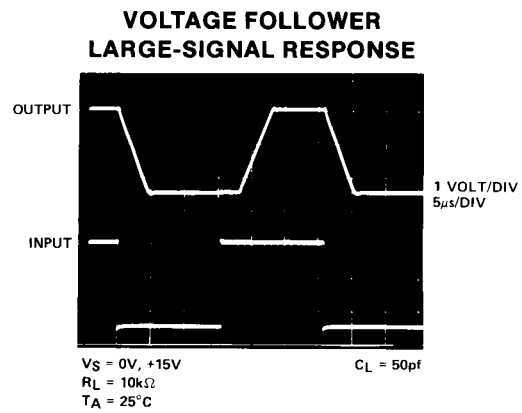 VOLTAGE FOLLOWER
LARGE-SIGNAL RESPONSE
OUTPUT
1 VOLT/DIV
5μs/DIV
INPUT
VS = 0V, +15V
CL = 50pf
RL = 10kΩ
TA = 25°C